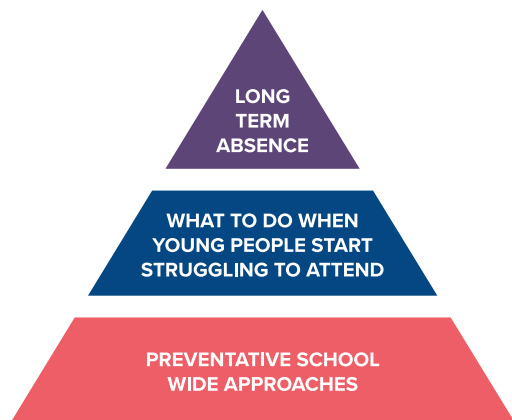 LONG
TERM
ABSENCE
WHAT TO DO WHEN
YOUNG PEOPLE START
STRUGGLING TO ATTEND
PREVENTATIVE SCHOOL
WIDE APPROACHES